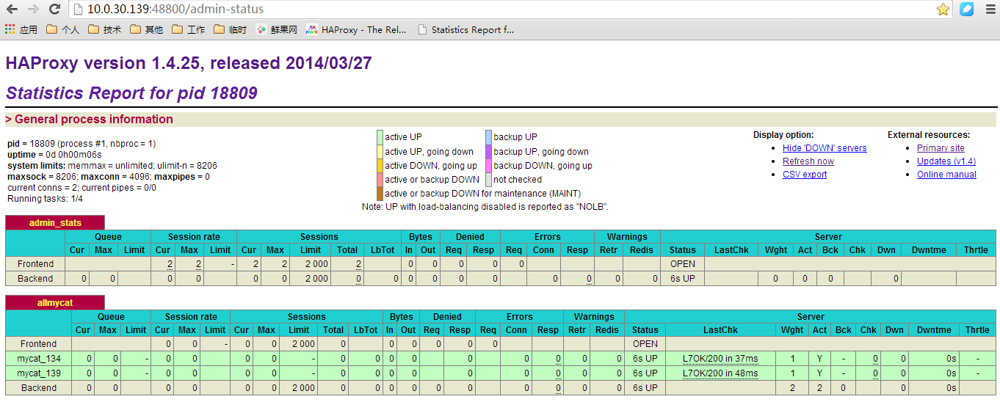 10.0.30.139:48800/admin-status
应用 个人 技术 其他 工作 临时 鲜果网 HAProxy - The Rel... Statistics Report f...
HAProxy version 1.4.25, released 2014/03/27
Statistics Report for pid 18809
> General process information
pid = 18809 (process #1, nbproc = 1)
uptime = 0d 0h00m06s
system limits: memmax = unlimited; ulimit-n = 8206
maxsock = 8206; maxconn = 4096; maxpipes = 0
current conns = 2; current pipes = 0/0
Running tasks: 1/4
active UP backup UP
active UP, going down backup UP, going down
active DOWN, going up backup DOWN, going up
active or backup DOWN not checked
active or backup DOWN for maintenance (MAINT)
Note: UP with load-balancing disabled is reported as "NOLB".
Display option:
Hide 'DOWN' servers
Refresh now
CSV export
External resources:
Primary site
Updates (v1.4)
Online manual
admin_stats
Queue Session rate Sessions Bytes Denied Errors Warnings Server
Cur Max Limit Cur Max Limit Cur Max Limit Total LbTot In Out Req Resp Req Conn Resp Retr Redis Status LastChk Wght Act Bck Chk Dwn Dwntme Thrtle
Frontend 2 2 - 2 2 2 000 2 0 0 0 0 0 OPEN
Backend 0 0 0 0 0 0 2 000 0 0 0 0 0 0 0 0 0 0 6s UP 0 0 0 0
allmycat
Queue Session rate Sessions Bytes Denied Errors Warnings Server
Cur Max Limit Cur Max Limit Cur Max Limit Total LbTot In Out Req Resp Req Conn Resp Retr Redis Status LastChk Wght Act Bck Chk Dwn Dwntme Thrtle
Frontend 0 0 - 0 0 2 000 0 0 0 0 0 0 OPEN
mycat_134 0 0 - 0 0 0 0 - 0 0 0 0 0 0 0 0 0 6s UP L7OK/200 in 37ms 1 Y - 0 0 0s -
mycat_139 0 0 - 0 0 0 0 - 0 0 0 0 0 0 0 0 0 6s UP L7OK/200 in 48ms 1 Y - 0 0 0s -
Backend 0 0 0 0 0 0 2 000 0 0 0 0 0 0 0 0 0 0 6s UP 2 2 0 0 0s